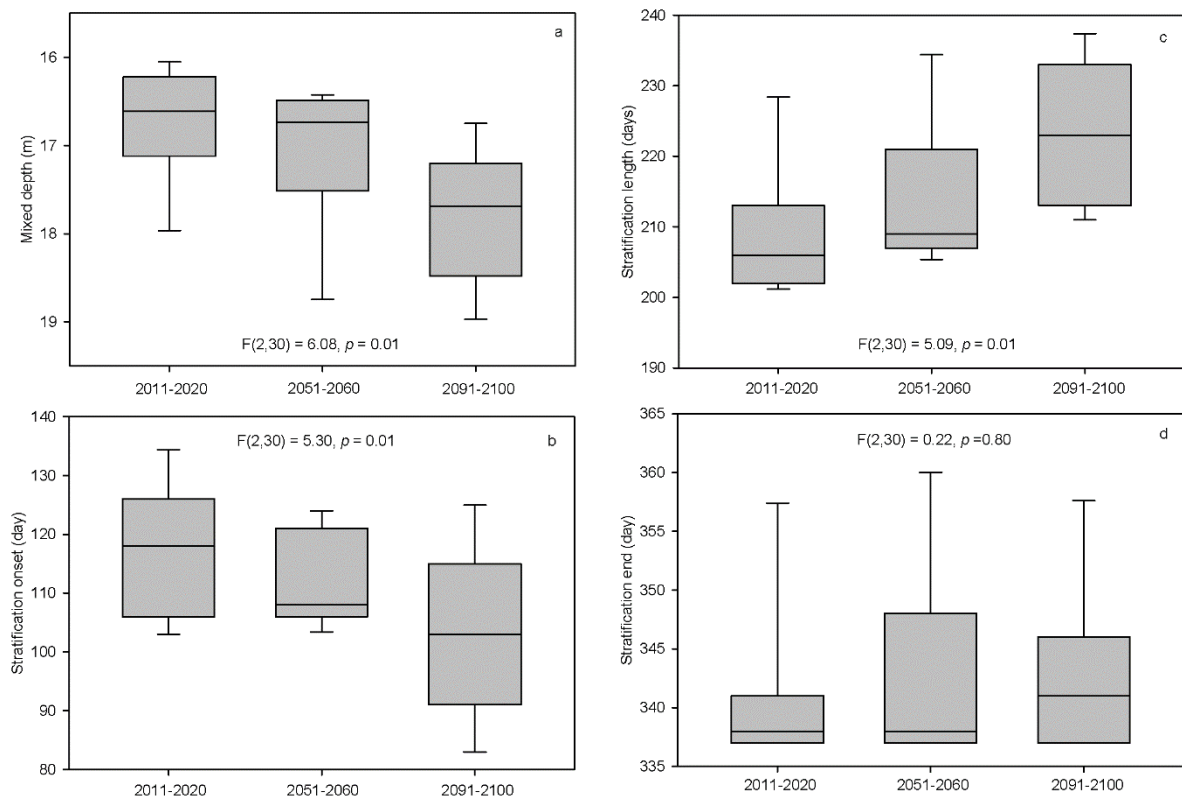 a
Mixed depth (m)
16
17
18
19
F(2,30) = 6.08, p = 0.01
2011-2020 2051-2060 2091-2100
c
Stratification length (days)
240
230
220
210
200
190
F(2,30) = 5.09, p = 0.01
2011-2020 2051-2060 2091-2100
b
F(2,30) = 5.30, p = 0.01
Stratification onset (day)
140
130
120
110
100
90
80
2011-2020 2051-2060 2091-2100
d
F(2,30) = 0.22, p =0.80
Stratification end (day)
365
360
355
350
345
340
335
2011-2020 2051-2060 2091-2100